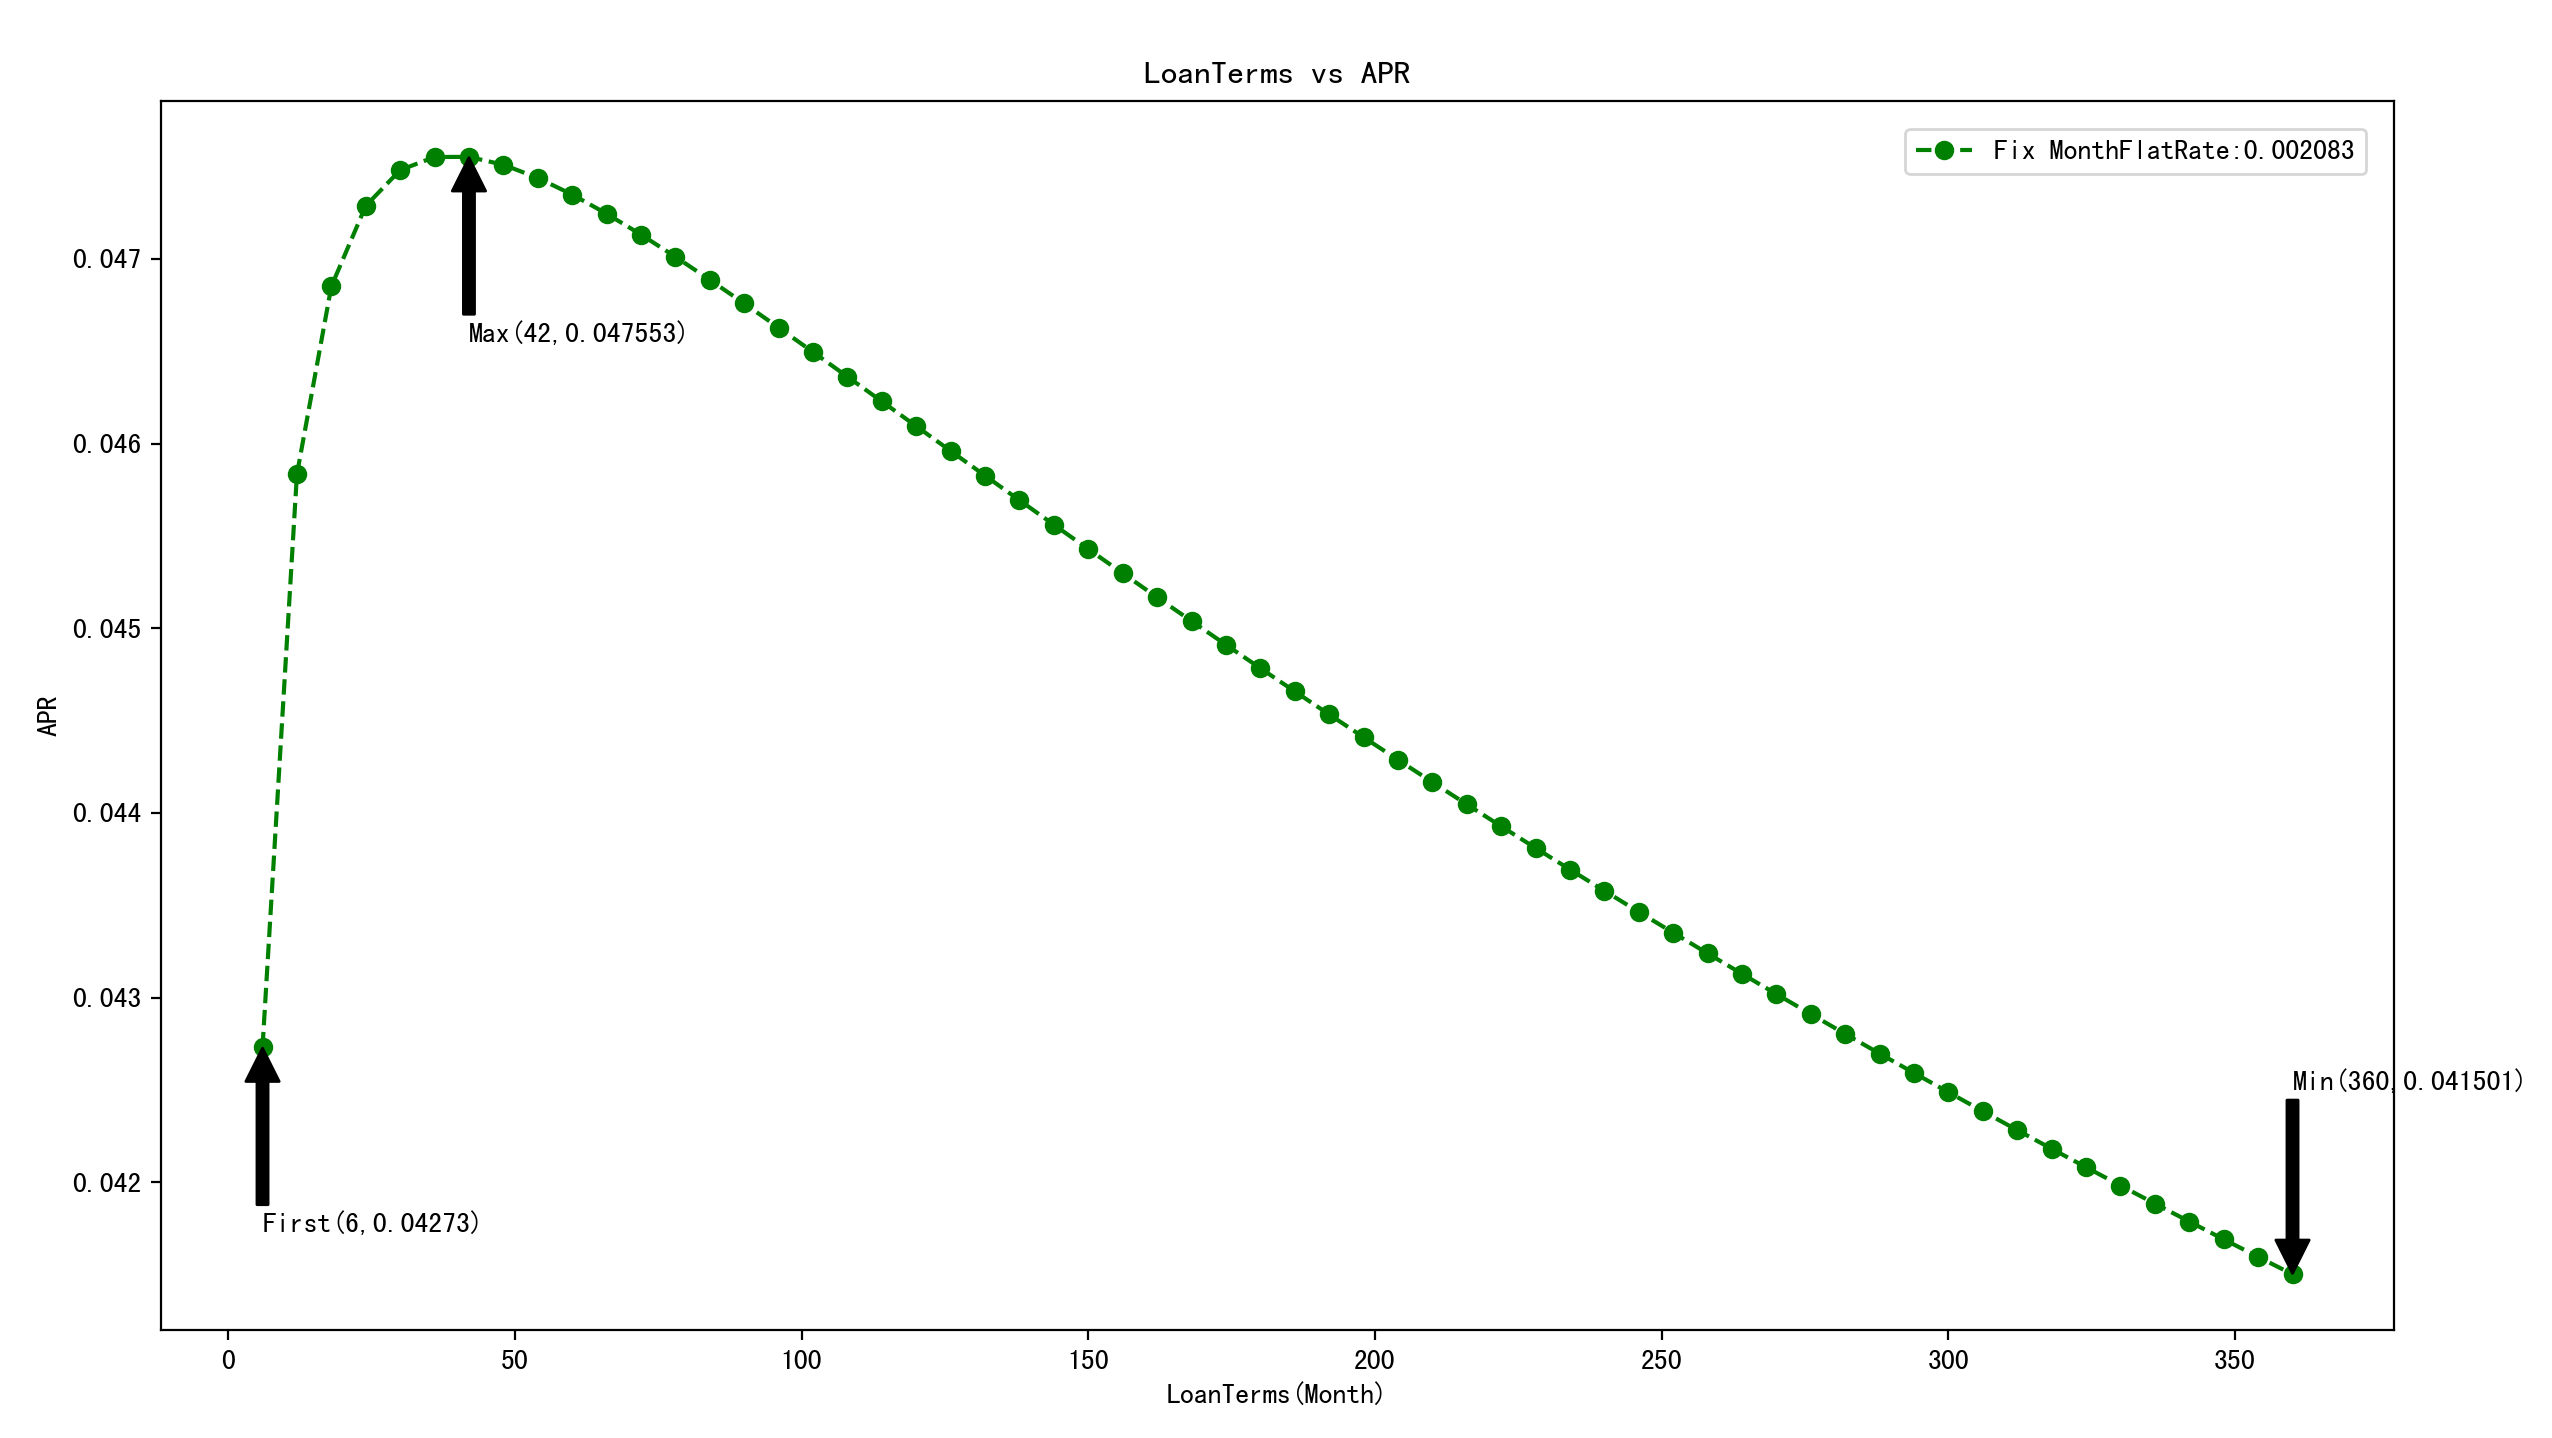 LoanTerms vs APR
Fix MonthFlatRate:0.002083
0.047
0.046
0.045
0.044
0.043
0.042
APR
Max(42,0.047553)
Min(360,0.041501)
First(6,0.04273)
0 50 100 150 200 250 300 350
LoanTerms(Month)